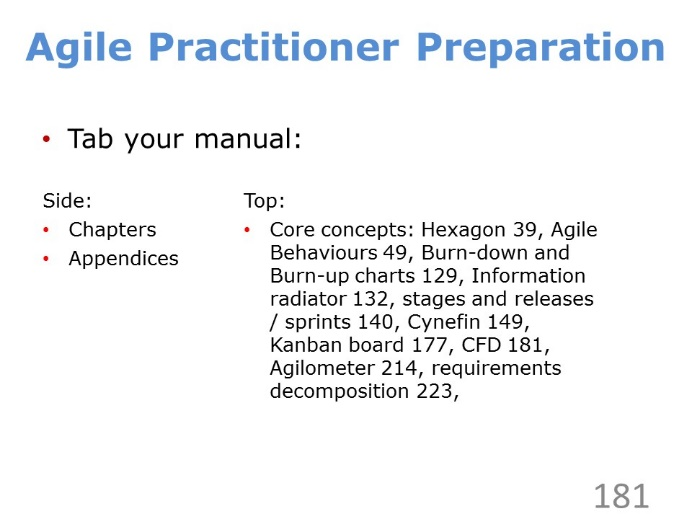 Agile Practitioner Preparation
• Tab your manual:
Side:
• Chapters
• Appendices
Top:
• Core concepts: Hexagon 39, Agile
Behaviours 49, Burn-down and
Burn-up charts 129, Information
radiator 132, stages and releases
/ sprints 140, Cynefin 149,
Kanban board 177, CFD 181,
Agilometer 214, requirements
decomposition 223,
181